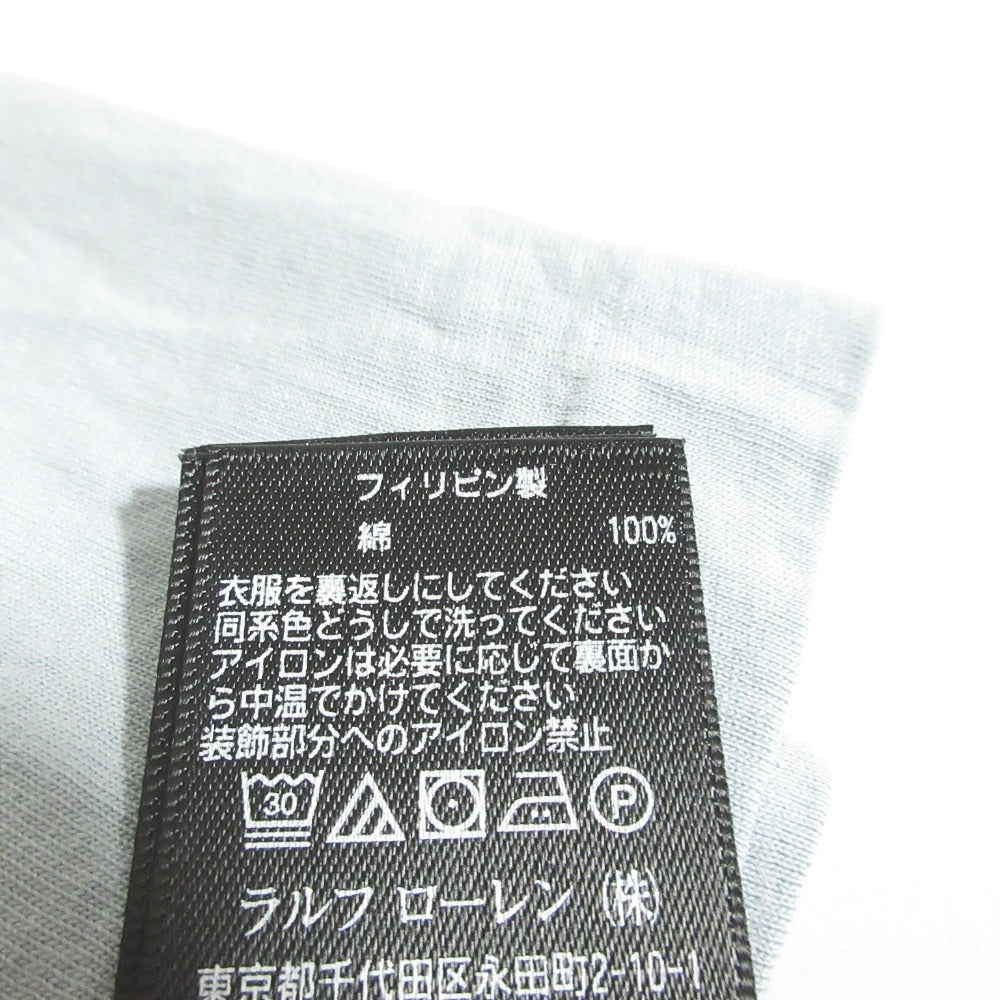 フィリピン製
綿 100%
衣服を裏返しにしてください
同系色どうしで洗ってください
アイロンは必要に応じて裏面か
ら中温でかけてください
装飾部分へのアイロン禁止
30 P
ラルフ ローレン (株)
東京都千代田区永田町2-10-1